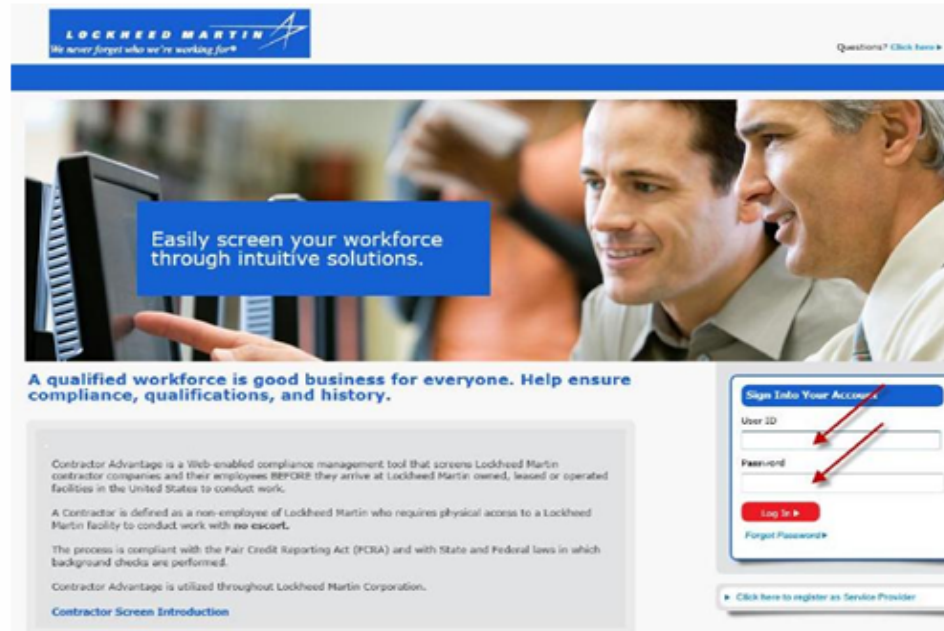 LOCKHEED MARTIN
We never forget who we're working for®
Questions? Click here
Easily screen your workforce
through intuitive solutions.
A qualified workforce is good business for everyone. Help ensure
compliance, qualifications, and history.
Contractor Advantage is a Web-enabled compliance management tool that screens Lockheed Martin
contractor companies and their employees BEFORE they arrive at Lockheed Martin owned, leased or operated
facilities in the United States to conduct work.
A Contractor is defined as a non-employee of Lockheed Martin who requires physical access to a Lockheed
Martin facility to conduct work with no escort.
The process is compliant with the Fair Credit Reporting Act (FCRA) and with State and Federal laws in which
background checks are performed.
Contractor Advantage is utilized throughout Lockheed Martin Corporation.
Contractor Screen Introduction
Sign Into Your Account
User ID
Password
Log In
Forgot Password
Click here to register as Service Provider